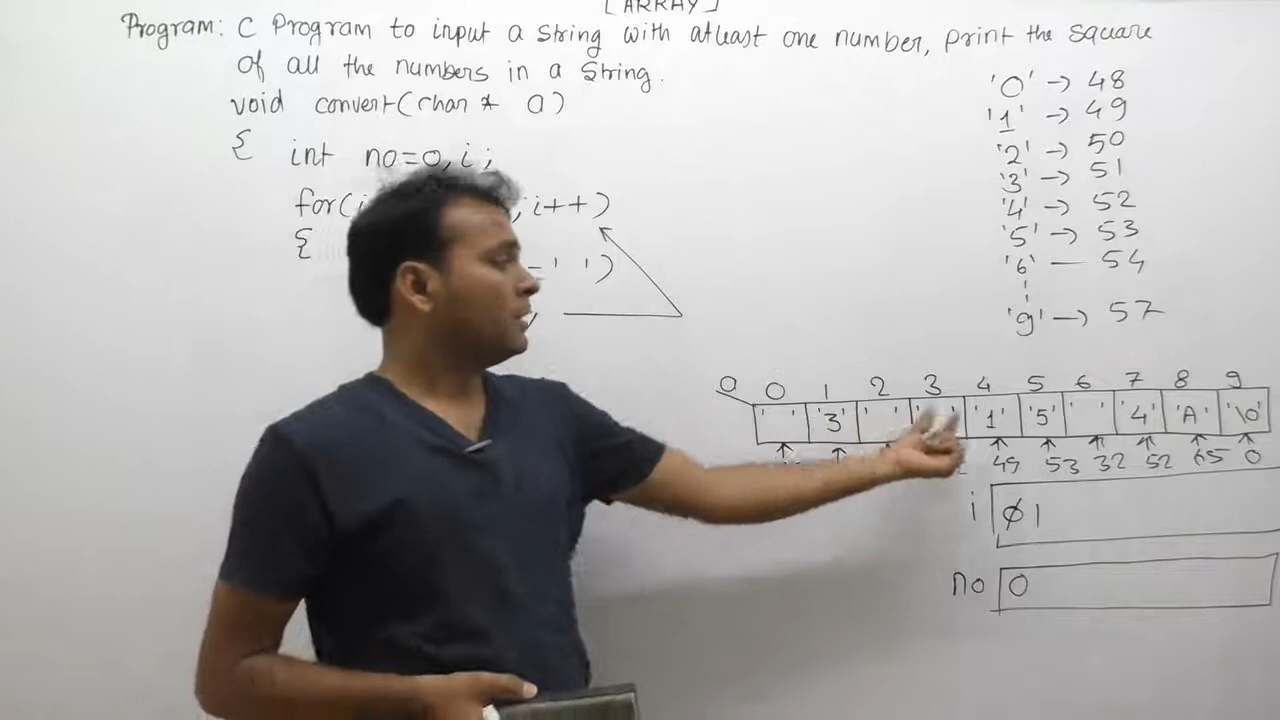 [ARRAY]
Program: C Program to input a string with atleast one number, print the square
of all the numbers in a string.
void convert(char * a)
{ int no=0,i;
for(i ;i++)
{
' ')
'0' → 48
'1' → 49
'2' → 50
'3' → 51
'4' → 52
'5' → 53
'6' — 54
'9' → 57
a 0 1 2 3 4 5 6 7 8 9
' ' '3' ' ' ' ' '1' '5' ' ' '4' 'A' '\0'
49 53 32 52 65 0
i 0 1
no 0